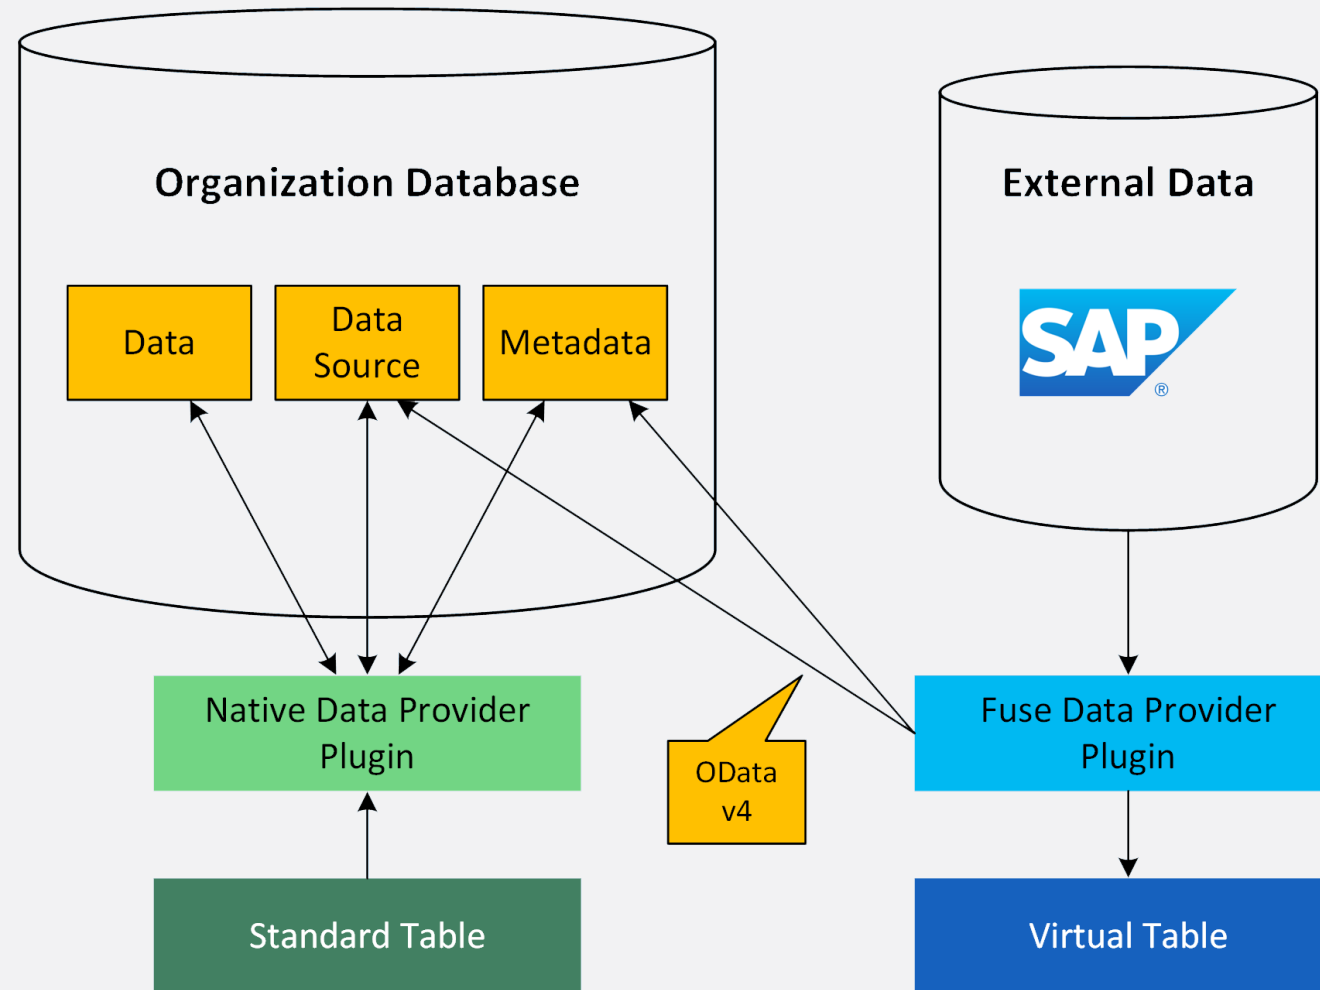 Organization Database
External Data
Data
Data
Source
Metadata
SAP
®
Native Data Provider
Plugin
Fuse Data Provider
Plugin
OData
v4
Standard Table
Virtual Table